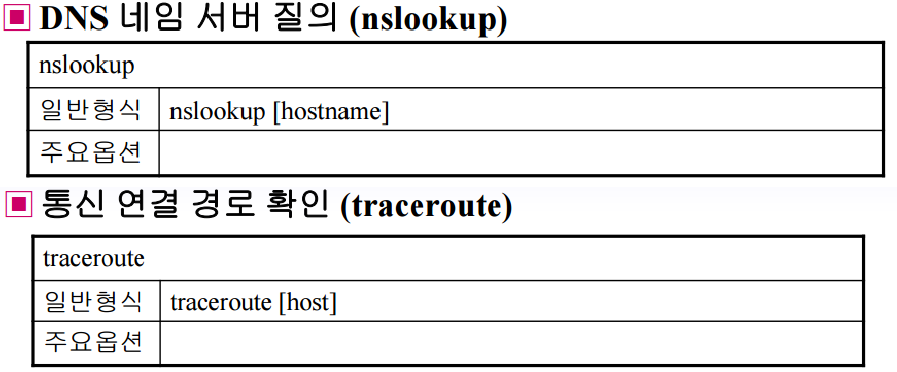 DNS 네임 서버 질의 (nslookup)
nslookup
일반형식 nslookup [hostname]
주요옵션
통신 연결 경로 확인 (traceroute)
traceroute
일반형식 traceroute [host]
주요옵션